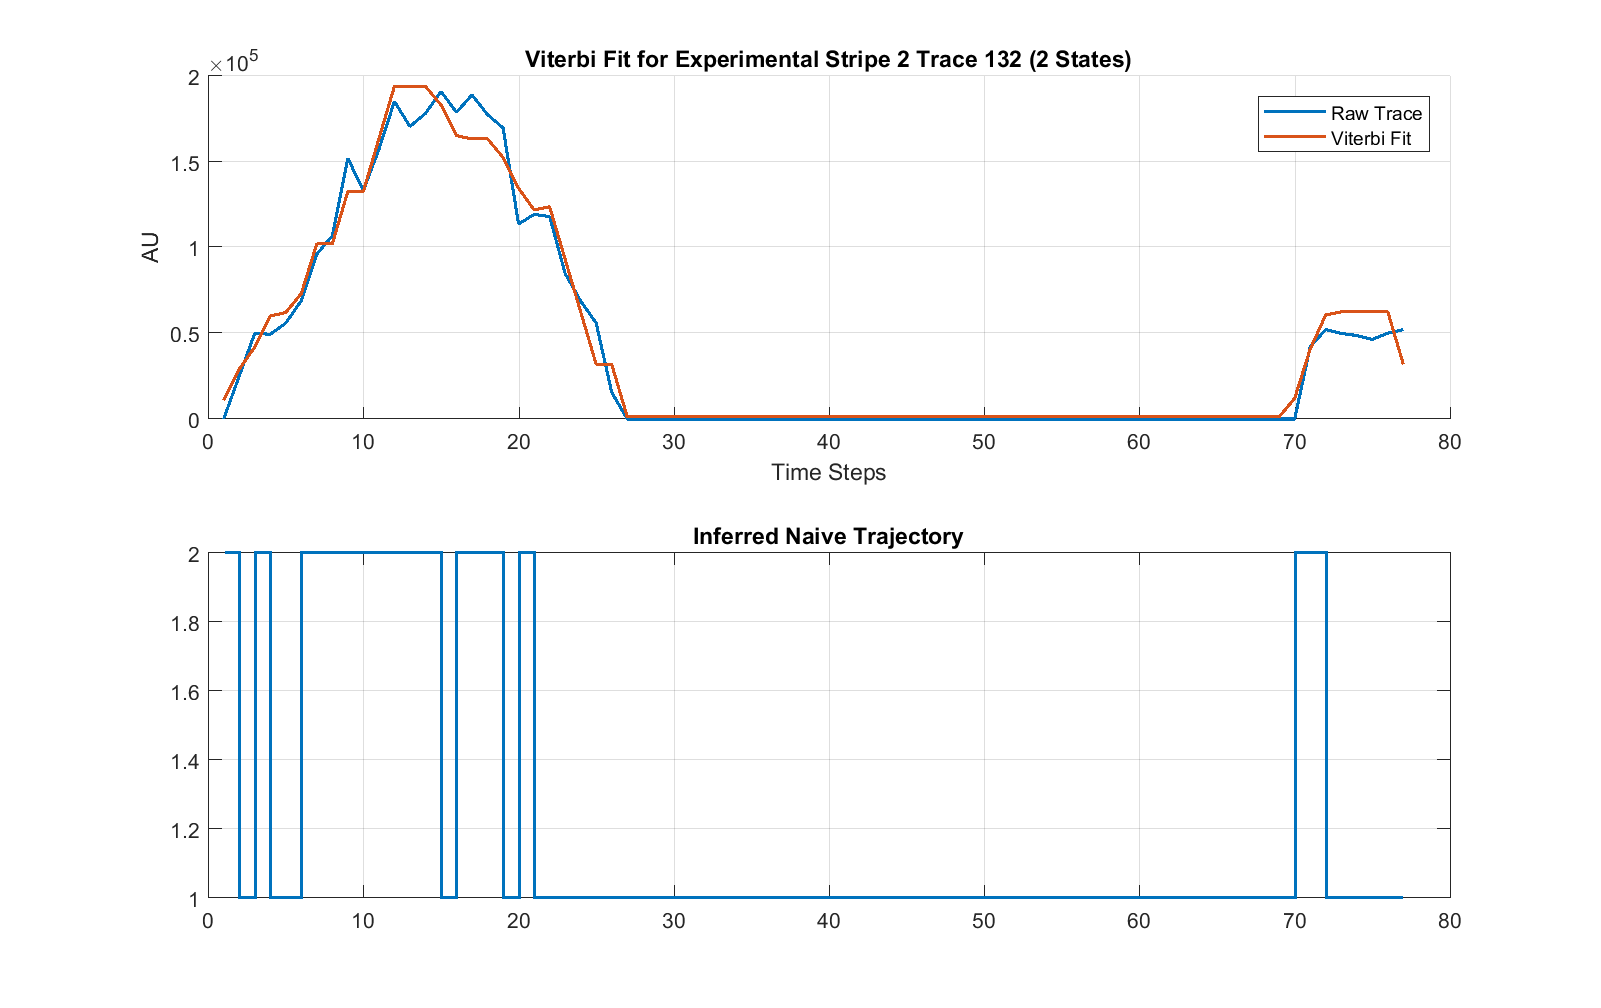 Viterbi Fit for Experimental Stripe 2 Trace 132 (2 States)
×10^5
2
1.5
1
0.5
0
AU
Raw Trace
Viterbi Fit
0 10 20 30 40 50 60 70 80
Time Steps
Inferred Naive Trajectory
2
1.8
1.6
1.4
1.2
1
0 10 20 30 40 50 60 70 80